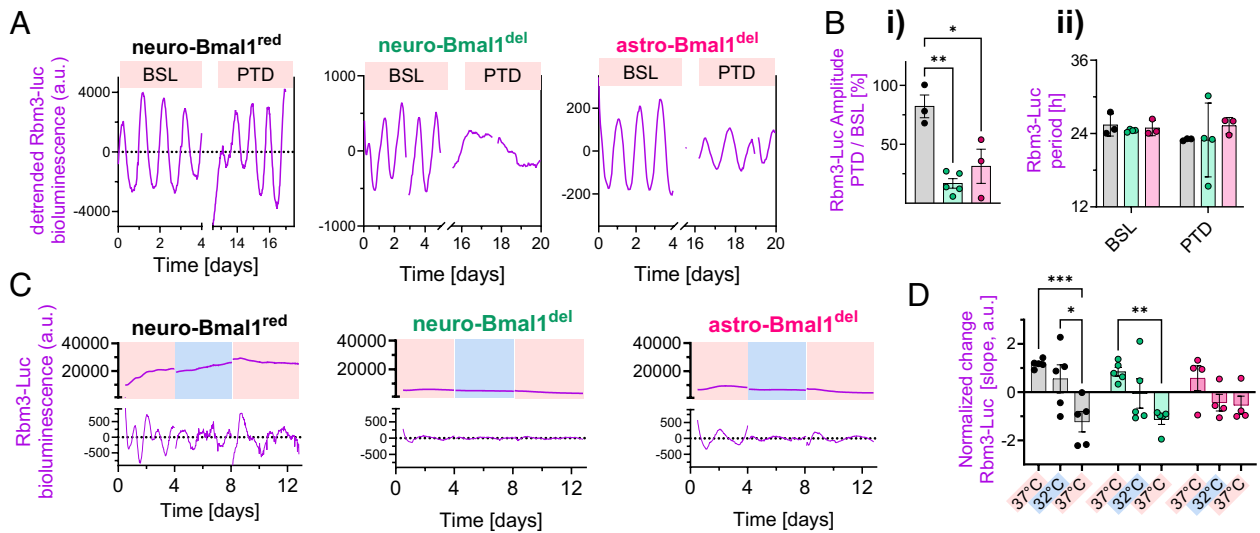 A
neuro-Bmal1red
neuro-Bmal1del
astro-Bmal1del
BSL
PTD
BSL
PTD
BSL
PTD
detrended Rbm3-luc
bioluminescence (a.u.)
4000
0
-4000
0
2
4
14
16
Time [days]
1000
500
0
-500
-1000
0
2
4
16
18
20
Time [days]
200
0
-200
0
2
4
16
18
20
Time [days]
B
i)
Rbm3-Luc Amplitude
PTD / BSL [%]
100
75
50
25
**
*
ii)
Rbm3-Luc
period [h]
36
24
12
BSL
PTD
C
neuro-Bmal1red
neuro-Bmal1del
astro-Bmal1del
Rbm3-Luc
bioluminescence (a.u.)
40000
20000
500
0
-500
0
4
8
12
Time [days]
40000
20000
500
0
-500
0
4
8
12
Time [days]
40000
20000
500
0
-500
0
4
8
12
Time [days]
D
Normalized change
Rbm3-Luc [slope, a.u.]
2
0
-2
***
*
**
37°C
32°C
37°C
37°C
32°C
37°C
37°C
32°C
37°C